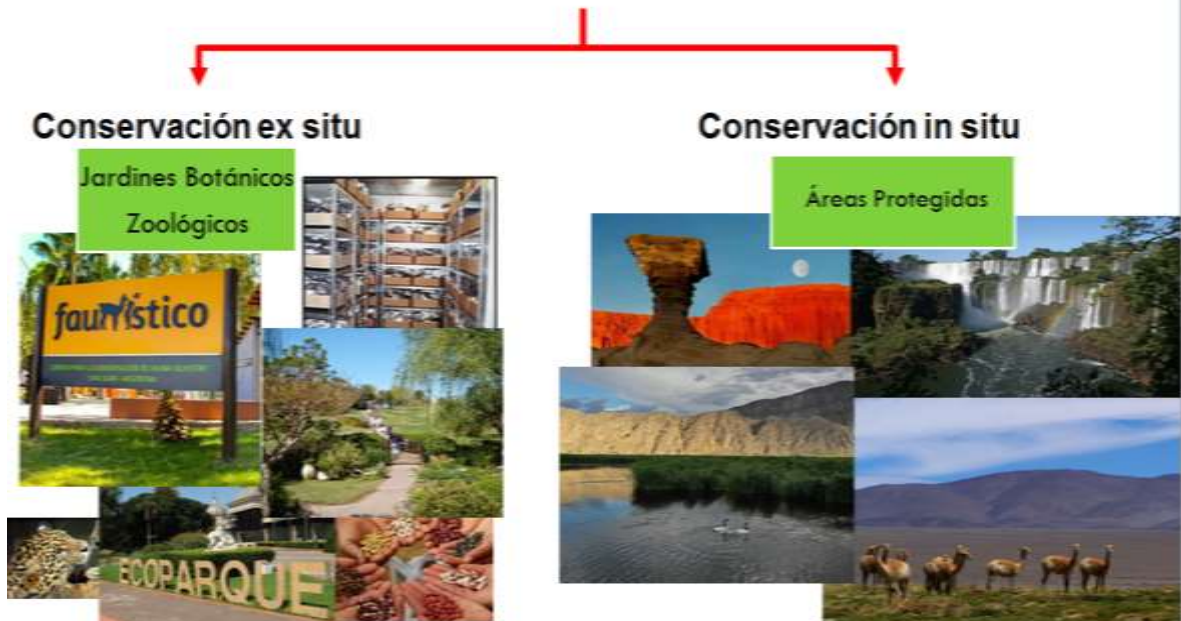 Conservación ex situ
Jardines Botánicos
Zoológicos
faunístico
ECOPARQUE
Conservación in situ
Áreas Protegidas